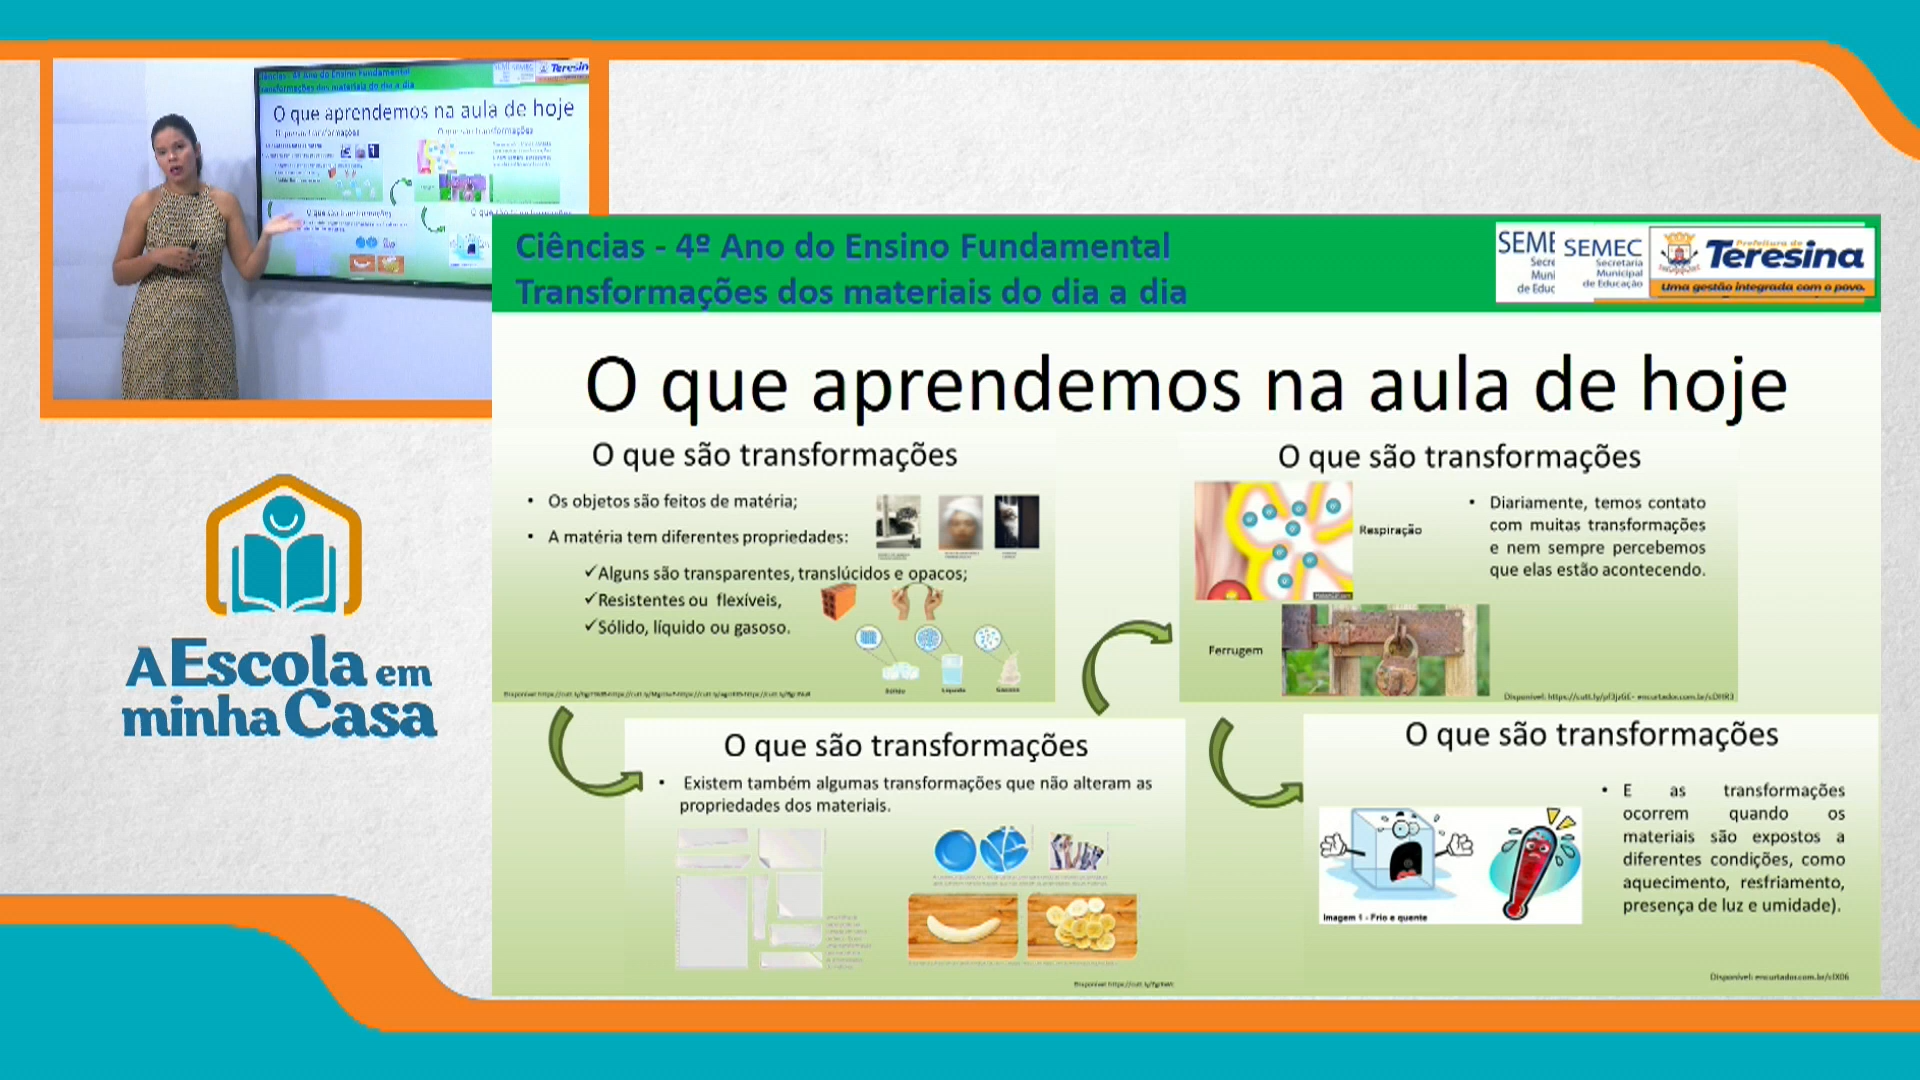 Ciências - 4º Ano do Ensino Fundamental
Transformações dos materiais do dia a dia
SEMEC
Secretaria
Municipal
de Educação
Prefeitura de
Teresina
Uma gestão integrada com o povo.
O que aprendemos na aula de hoje
O que são transformações
• Os objetos são feitos de matéria;
• A matéria tem diferentes propriedades:
✓Alguns são transparentes, translúcidos e opacos;
✓Resistentes ou flexíveis,
✓Sólido, líquido ou gasoso.
Sólido Líquido Gasoso
O que são transformações
Respiração
• Diariamente, temos contato
com muitas transformações
e nem sempre percebemos
que elas estão acontecendo.
Ferrugem
O que são transformações
• Existem também algumas transformações que não alteram as
propriedades dos materiais.
O que são transformações
• E as transformações
ocorrem quando os
materiais são expostos a
diferentes condições, como
aquecimento, resfriamento,
presença de luz e umidade).
Imagem 1 - Frio e quente
A Escola em
minha Casa
O que aprendemos na aula de hoje